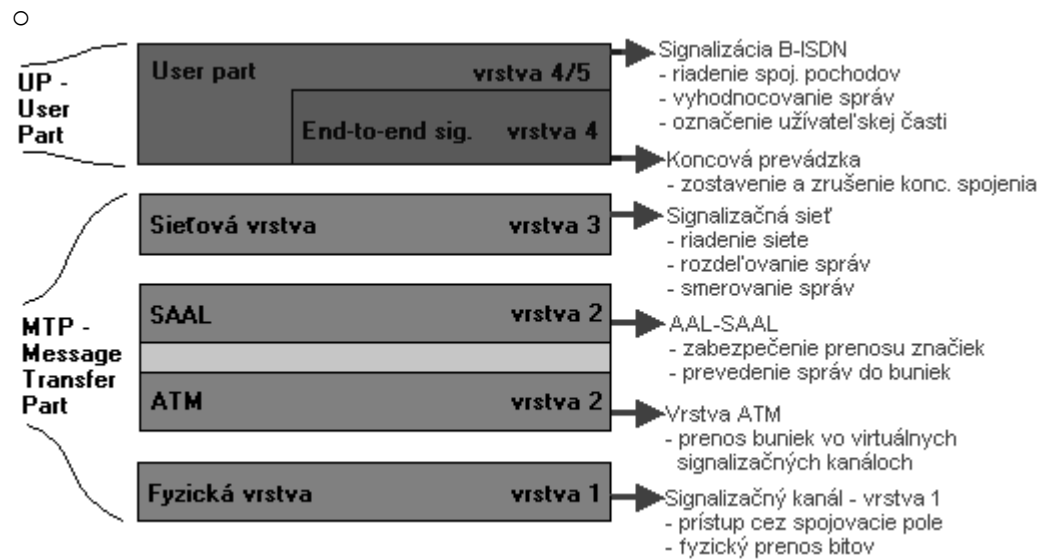 UP -
User
Part
User part vrstva 4/5
End-to-end sig. vrstva 4
Signalizácia B-ISDN
- riadenie spoj. pochodov
- vyhodnocovanie správ
- označenie užívateľskej časti
Koncová prevádzka
- zostavenie a zrušenie konc. spojenia
MTP -
Message
Transfer
Part
Sieťová vrstva vrstva 3
Signalizačná sieť
- riadenie siete
- rozdeľovanie správ
- smerovanie správ
SAAL vrstva 2
AAL-SAAL
- zabezpečenie prenosu značiek
- prevedenie správ do buniek
ATM vrstva 2
Vrstva ATM
- prenos buniek vo virtuálnych
signalizačných kanáloch
Fyzická vrstva vrstva 1
Signalizačný kanál - vrstva 1
- prístup cez spojovacie pole
- fyzický prenos bitov